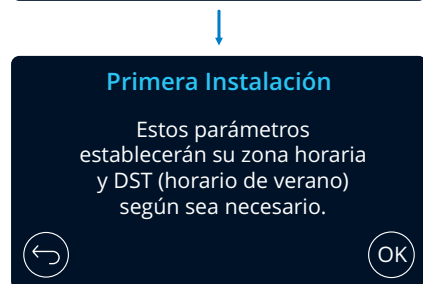 Primera Instalación
Estos parámetros
establecerán su zona horaria
y DST (horario de verano)
según sea necesario.
OK